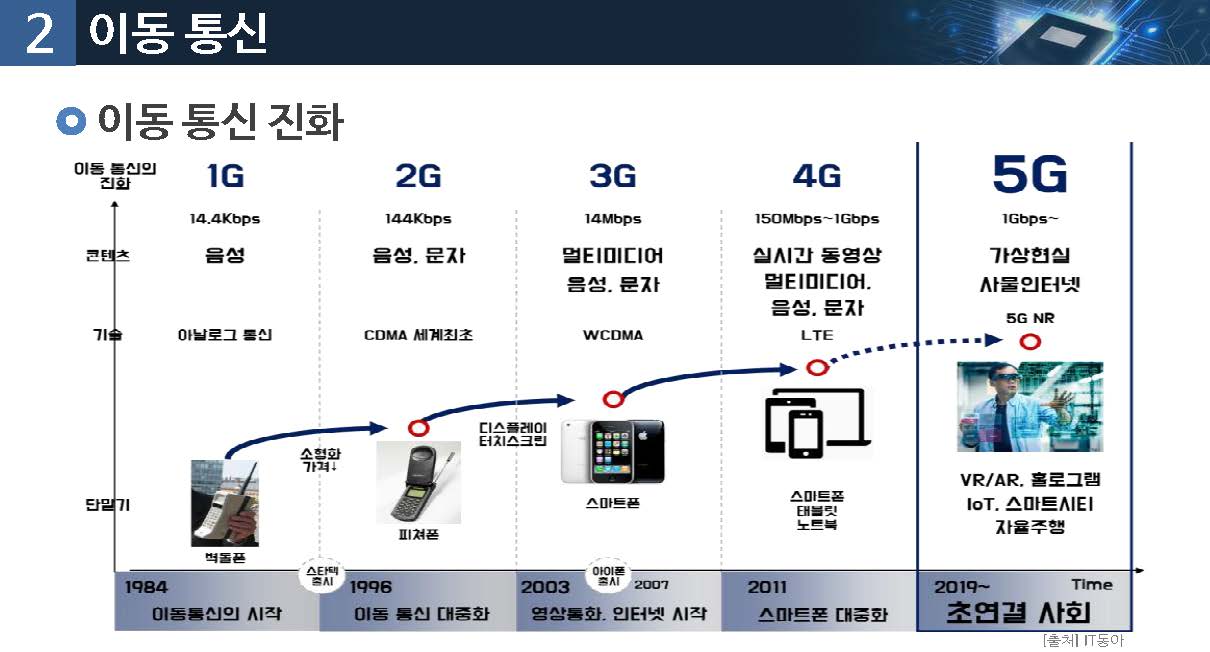 2 이동 통신
이동 통신 진화
이동 통신의
진화
1G
2G
3G
4G
5G
14.4Kbps
144Kbps
14Mbps
150Mbps~1Gbps
1Gbps~
콘텐츠
음성
음성, 문자
멀티미디어
음성, 문자
실시간 동영상
멀티미디어,
음성, 문자
가상현실
사물인터넷
기술
아날로그 통신
CDMA 세계최초
WCDMA
LTE
5G NR
소형화
가격↓
디스플레이
터치스크린
단말기
벽돌폰
피쳐폰
스마트폰
스마트폰
태블릿
노트북
VR/AR, 홀로그램
IoT, 스마트시티
자율주행
스타택
출시
아이폰
출시
1984
1996
2003
2007
2011
2019~
Time
이동통신의 시작
이동 통신 대중화
영상통화, 인터넷 시작
스마트폰 대중화
초연결 사회
[출처] IT동아